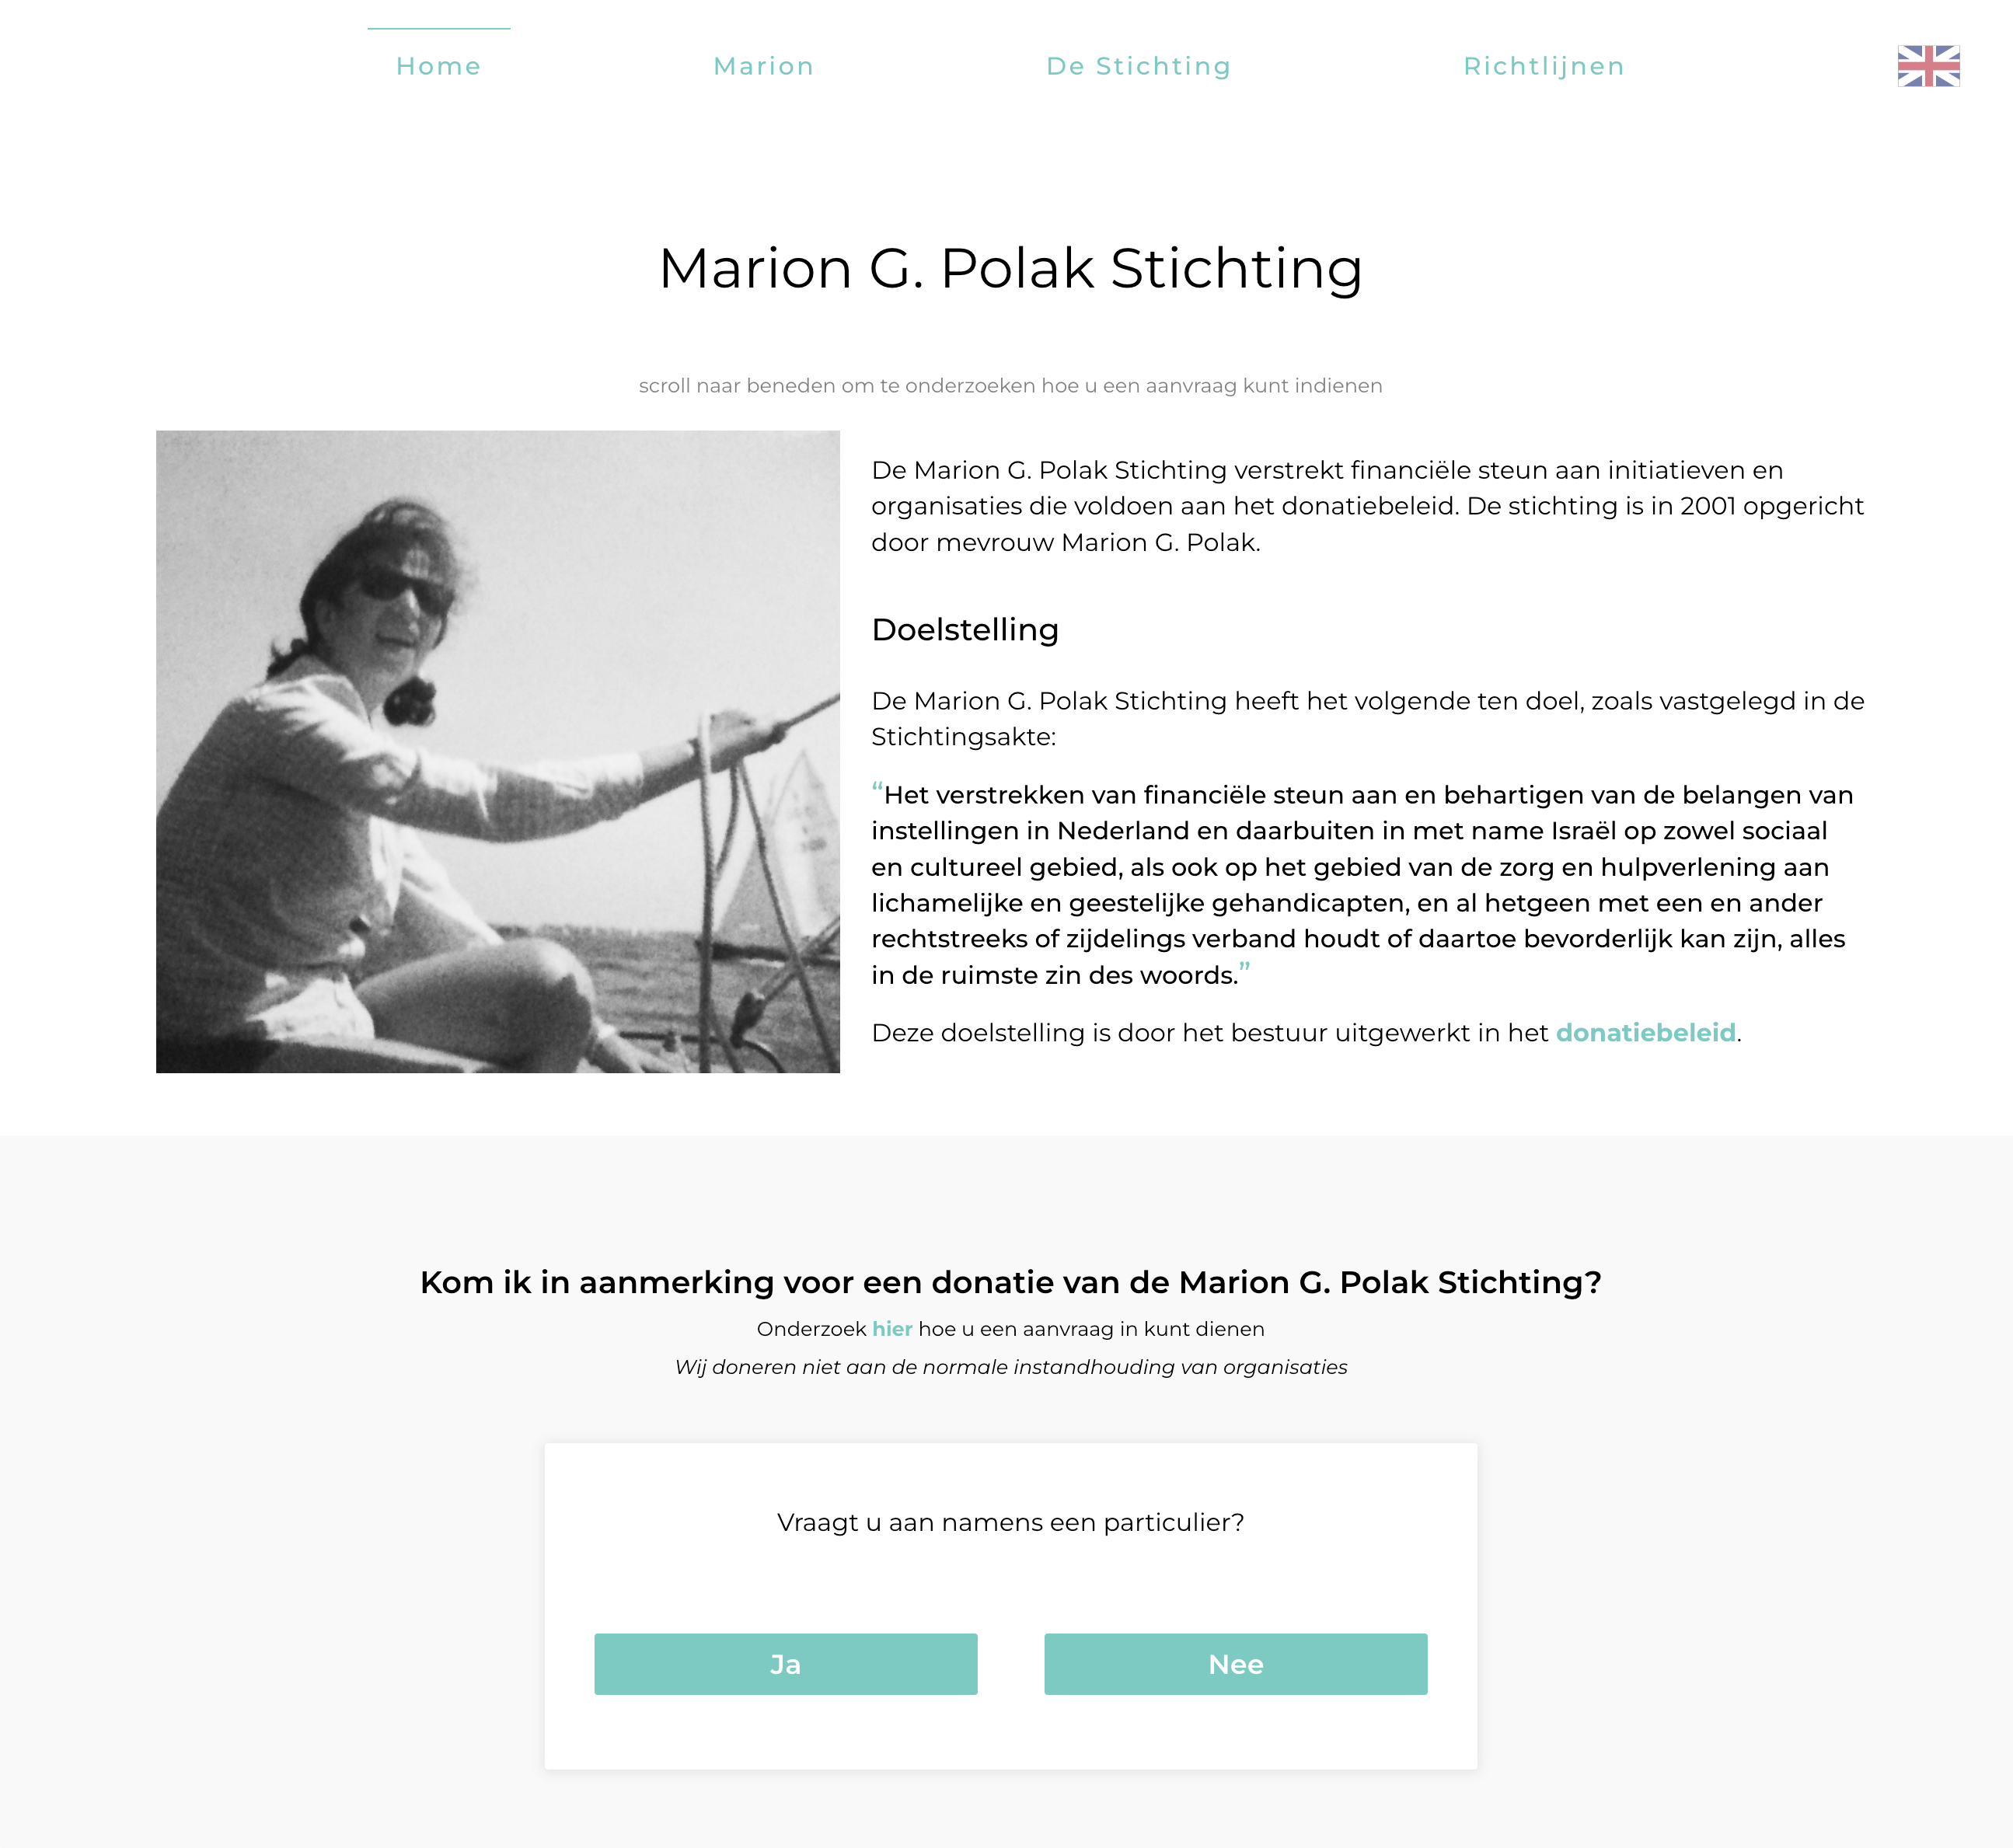 Home
Marion
De Stichting
Richtlijnen
Marion G. Polak Stichting
scroll naar beneden om te onderzoeken hoe u een aanvraag kunt indienen
De Marion G. Polak Stichting verstrekt financiële steun aan initiatieven en
organisaties die voldoen aan het donatiebeleid. De stichting is in 2001 opgericht
door mevrouw Marion G. Polak.
Doelstelling
De Marion G. Polak Stichting heeft het volgende ten doel, zoals vastgelegd in de
Stichtingsakte:
“Het verstrekken van financiële steun aan en behartigen van de belangen van
instellingen in Nederland en daarbuiten in met name Israël op zowel sociaal
en cultureel gebied, als ook op het gebied van de zorg en hulpverlening aan
lichamelijke en geestelijke gehandicapten, en al hetgeen met een en ander
rechtstreeks of zijdelings verband houdt of daartoe bevorderlijk kan zijn, alles
in de ruimste zin des woords.”
Deze doelstelling is door het bestuur uitgewerkt in het donatiebeleid.
Kom ik in aanmerking voor een donatie van de Marion G. Polak Stichting?
Onderzoek hier hoe u een aanvraag in kunt dienen
Wij doneren niet aan de normale instandhouding van organisaties
Vraagt u aan namens een particulier?
Ja
Nee